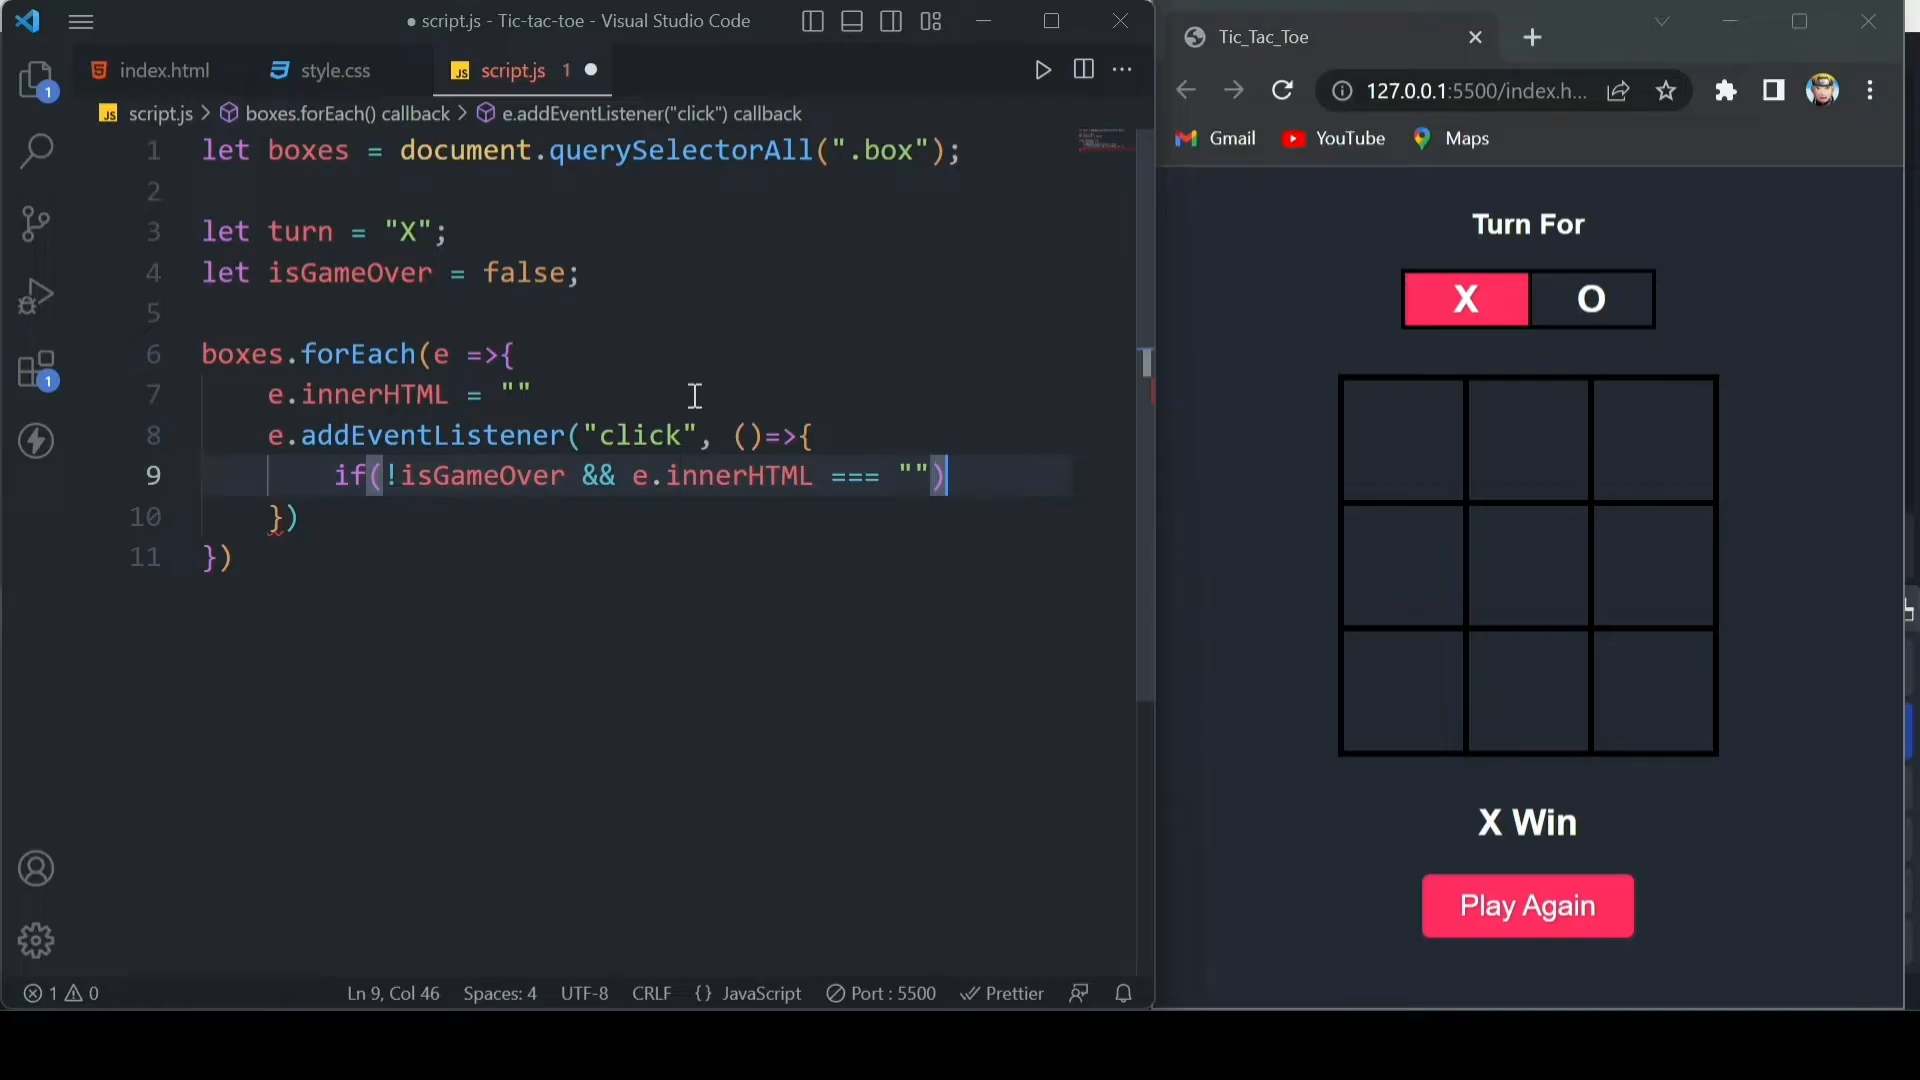 ● script.js - Tic-tac-toe - Visual Studio Code
index.html
style.css
JS script.js 1 ●
JS script.js > boxes.forEach() callback > e.addEventListener("click") callback
1 let boxes = document.querySelectorAll(".box");
2
3 let turn = "X";
4 let isGameOver = false;
5
6 boxes.forEach(e =>{
7 e.innerHTML = ""
8 e.addEventListener("click", ()=>{
9 if(!isGameOver && e.innerHTML === "")
10 })
11 })
1
1
1 0
Ln 9, Col 46 Spaces: 4 UTF-8 CRLF {} JavaScript Port : 5500 Prettier
Tic_Tac_Toe
127.0.0.1:5500/index.h...
Gmail YouTube Maps
Turn For
X O
X Win
Play Again